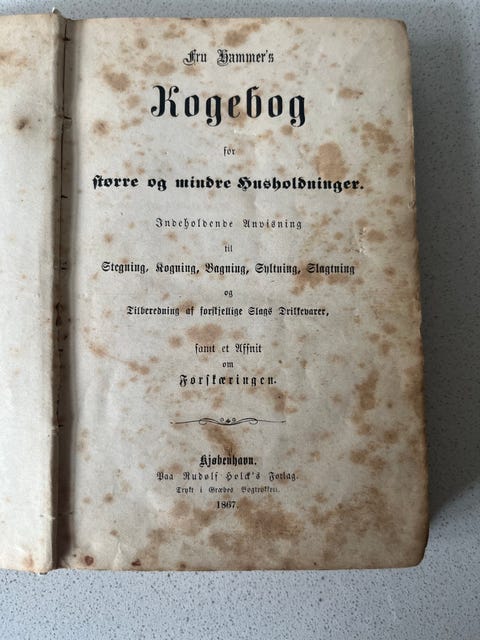 Fru Hammer's
Kogebog
for
større og mindre Husholdninger.
Indeholdende Anvisning
til
Stegning, Kogning, Bagning, Syltning, Slagtning
og
Tilberedning af forskjellige Slags Drikkevarer,
samt et Afsnit
om
Forskæringen.
Kjøbenhavn.
Paa Rudolf Holck's Forlag.
Trykt i Græbes Bogtrykkeri.
1867.